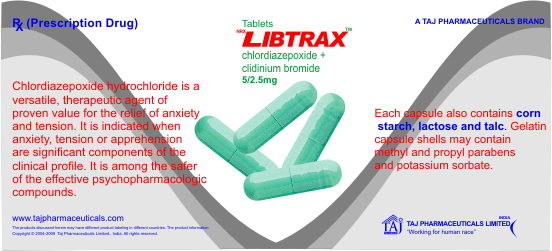 Rx (Prescription Drug)
Tablets
A TAJ PHARMACEUTICALS BRAND
NRX LIBTRAX TM
chlordiazepoxide +
clidinium bromide
5/2.5mg
Chlordiazepoxide hydrochloride is a
versatile, therapeutic agent of
proven value for the relief of anxiety
and tension. It is indicated when
anxiety, tension or apprehension
are significant components of the
clinical profile. It is among the safer
of the effective psychopharmacologic
compounds.
Each capsule also contains corn
starch, lactose and talc. Gelatin
capsule shells may contain
methyl and propyl parabens
and potassium sorbate.
www.tajpharmaceuticals.com
The products discussed herein may have different product labeling in different countries. The product information
Copyright © 2004-2009 Taj Pharmaceuticals Limited, India. All rights reserved.
TAJ
INDIA
TAJ PHARMACEUTICALS LIMITED
"Working for human race"